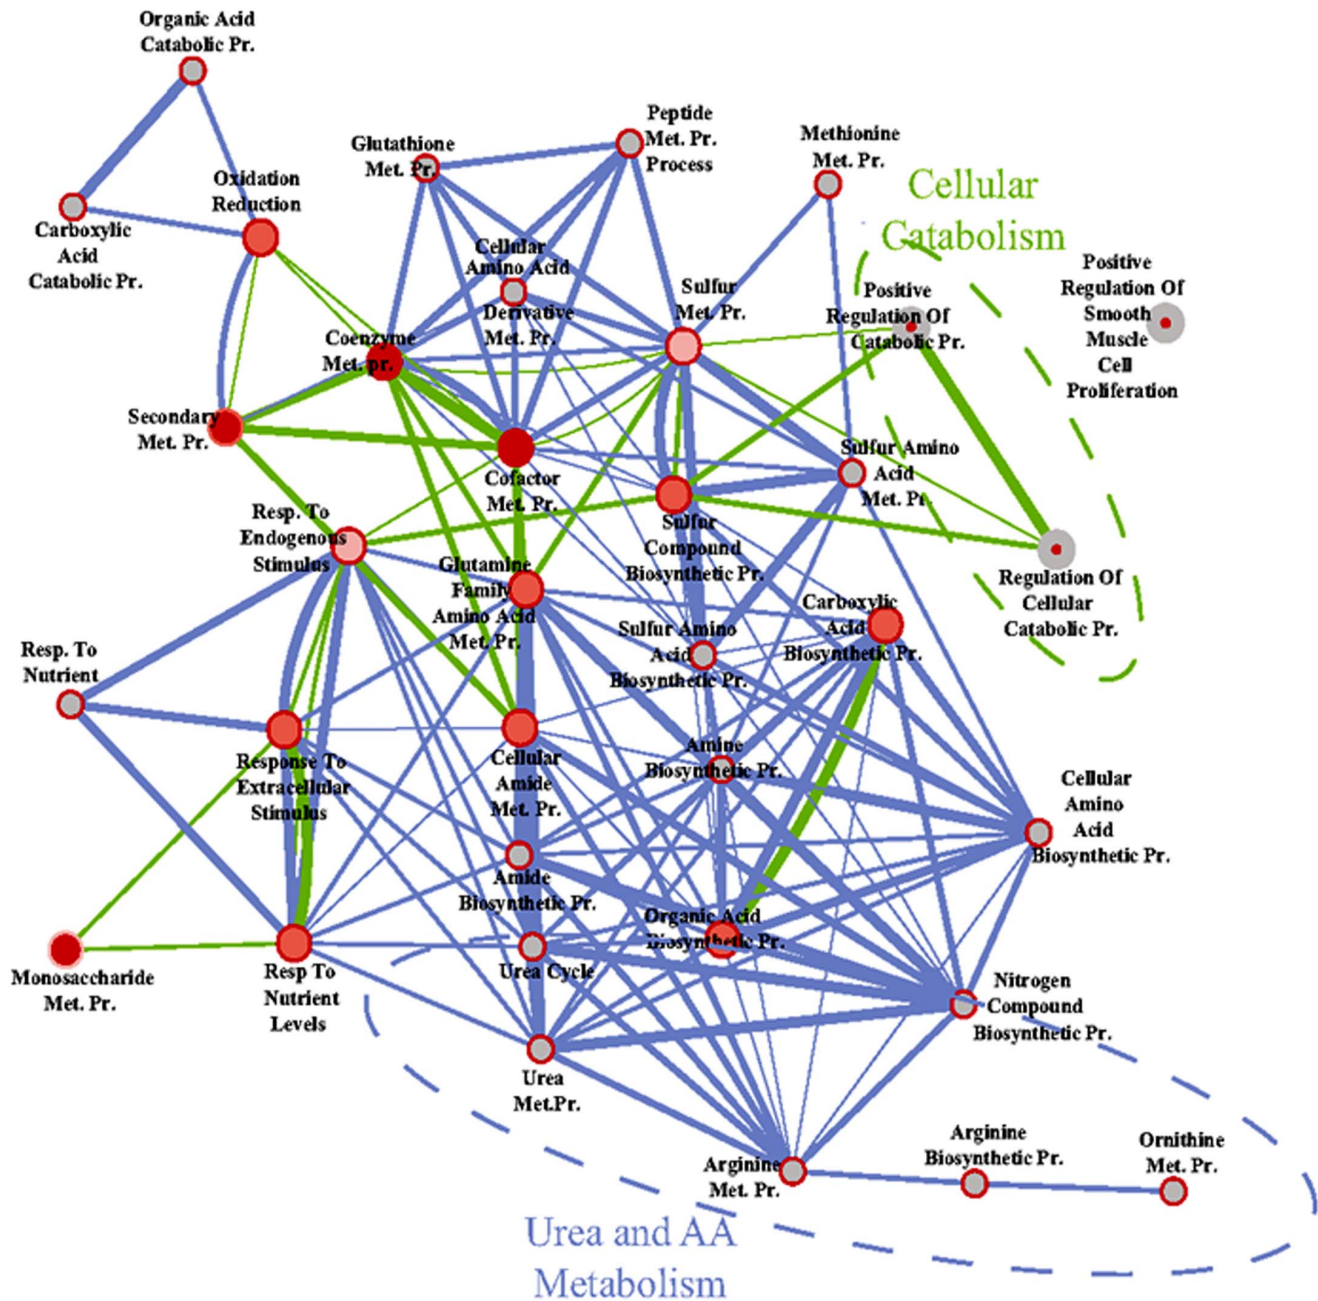 Organic Acid
Catabolic Pr.
Glutathione
Met. Pr.
Peptide
Met. Pr.
Process
Methionine
Met. Pr.
Oxidation
Reduction
Carboxylic
Acid
Catabolic Pr.
Cellular
Catabolism
Cellular
Amino Acid
Derivative
Met. Pr.
Sulfur
Met. Pr.
Positive
Regulation Of
Catabolic Pr.
Positive
Regulation Of
Smooth
Muscle
Cell
Proliferation
Coenzyme
Met. pr.
Secondary
Met. Pr.
Cofactor
Met. Pr.
Sulfur Amino
Acid
Met. Pr.
Resp. To
Endogenous
Stimulus
Sulfur
Compound
Biosynthetic Pr.
Glutamine
Family
Amino Acid
Met. Pr.
Regulation Of
Cellular
Catabolic Pr.
Carboxylic
Acid
Biosynthetic Pr.
Sulfur Amino
Acid
Biosynthetic Pr.
Resp. To
Nutrient
Response To
Extracellular
Stimulus
Cellular
Amide
Met. Pr.
Amine
Biosynthetic Pr.
Cellular
Amino
Acid
Biosynthetic Pr.
Amide
Biosynthetic Pr.
Organic Acid
Biosynthetic Pr.
Monosaccharide
Met. Pr.
Resp To
Nutrient
Levels
Urea Cycle
Nitrogen
Compound
Biosynthetic Pr.
Urea
Met.Pr.
Arginine
Met. Pr.
Arginine
Biosynthetic Pr.
Ornithine
Met. Pr.
Urea and AA
Metabolism